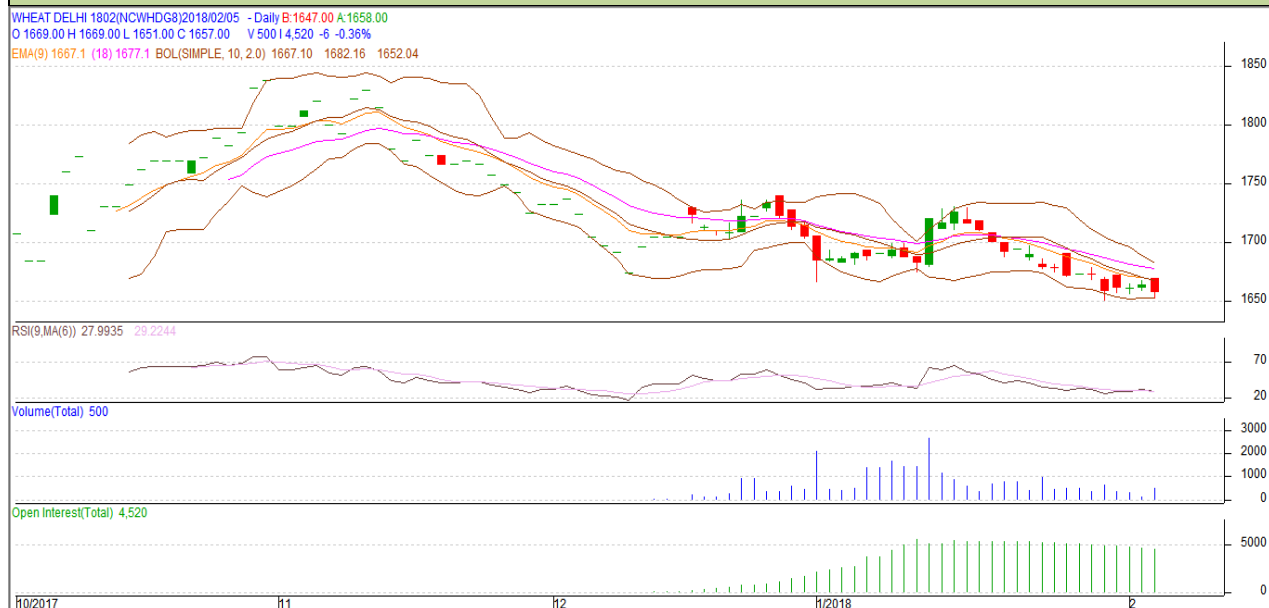 WHEAT DELHI 1802(NCWHDG8)2018/02/05 - Daily B:1647.00 A:1658.00
O 1669.00 H 1669.00 L 1651.00 C 1657.00 V 500 I 4,520 -6 -0.36%
EMA(9) 1667.1 (18) 1677.1 BOL(SIMPLE, 10, 2.0) 1667.10 1682.16 1652.04
1850
1800
1750
1700
1650
RSI(9,MA(6)) 27.9935 29.2244
70
20
Volume(Total) 500
3000
2000
1000
0
Open Interest(Total) 4,520
5000
0
10/2017 11 12 1/2018 2